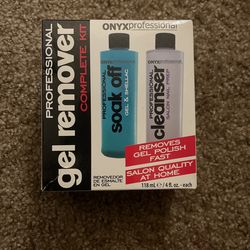 PROFESSIONAL
gel remover
COMPLETE KIT
ONYXprofessional
PROFESSIONAL
soak off
GEL & SHELLAC
PROFESSIONAL
cleanser
REMOVES
GEL POLISH
FAST
SALON QUALITY
AT HOME
REMOVEDOR
DE ESMALTE
EN GEL
118 mL / 4 fl. oz. - each